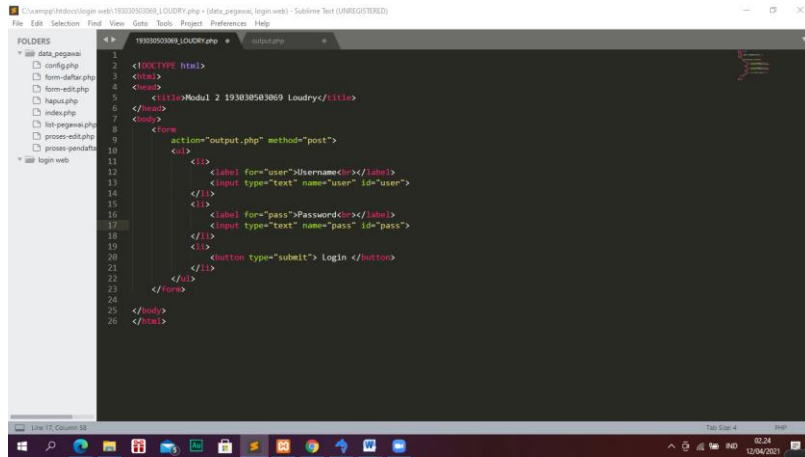 C:\xampp\htdocs\login web\193030503069_LOUDRY.php • (data_pegawai, login web) - Sublime Text (UNREGISTERED)
File Edit Selection Find View Goto Tools Project Preferences Help
FOLDERS
data_pegawai
config.php
form-daftar.php
form-edit.php
hapus.php
index.php
list-pegawai.php
proses-edit.php
proses-pendafta
login web
193030503069_LOUDRY.php
output.php
1
2 <!DOCTYPE html>
3 <html>
4 <head>
5 <title>Modul 2 193030503069 Loudry</title>
6 </head>
7 <body>
8 <form
9 action="output.php" method="post">
10 <ul>
11 <li>
12 <label for="user">Username<br></label>
13 <input type="text" name="user" id="user">
14 </li>
15 <li>
16 <label for="pass">Password<br></label>
17 <input type="text" name="pass" id="pass">
18 </li>
19 <li>
20 <button type="submit"> Login </button>
21 </li>
22 </ul>
23 </form>
24
25 </body>
26 </html>
Line 17, Column 58
Tab Size: 4
PHP
IND
02.24
12/04/2021